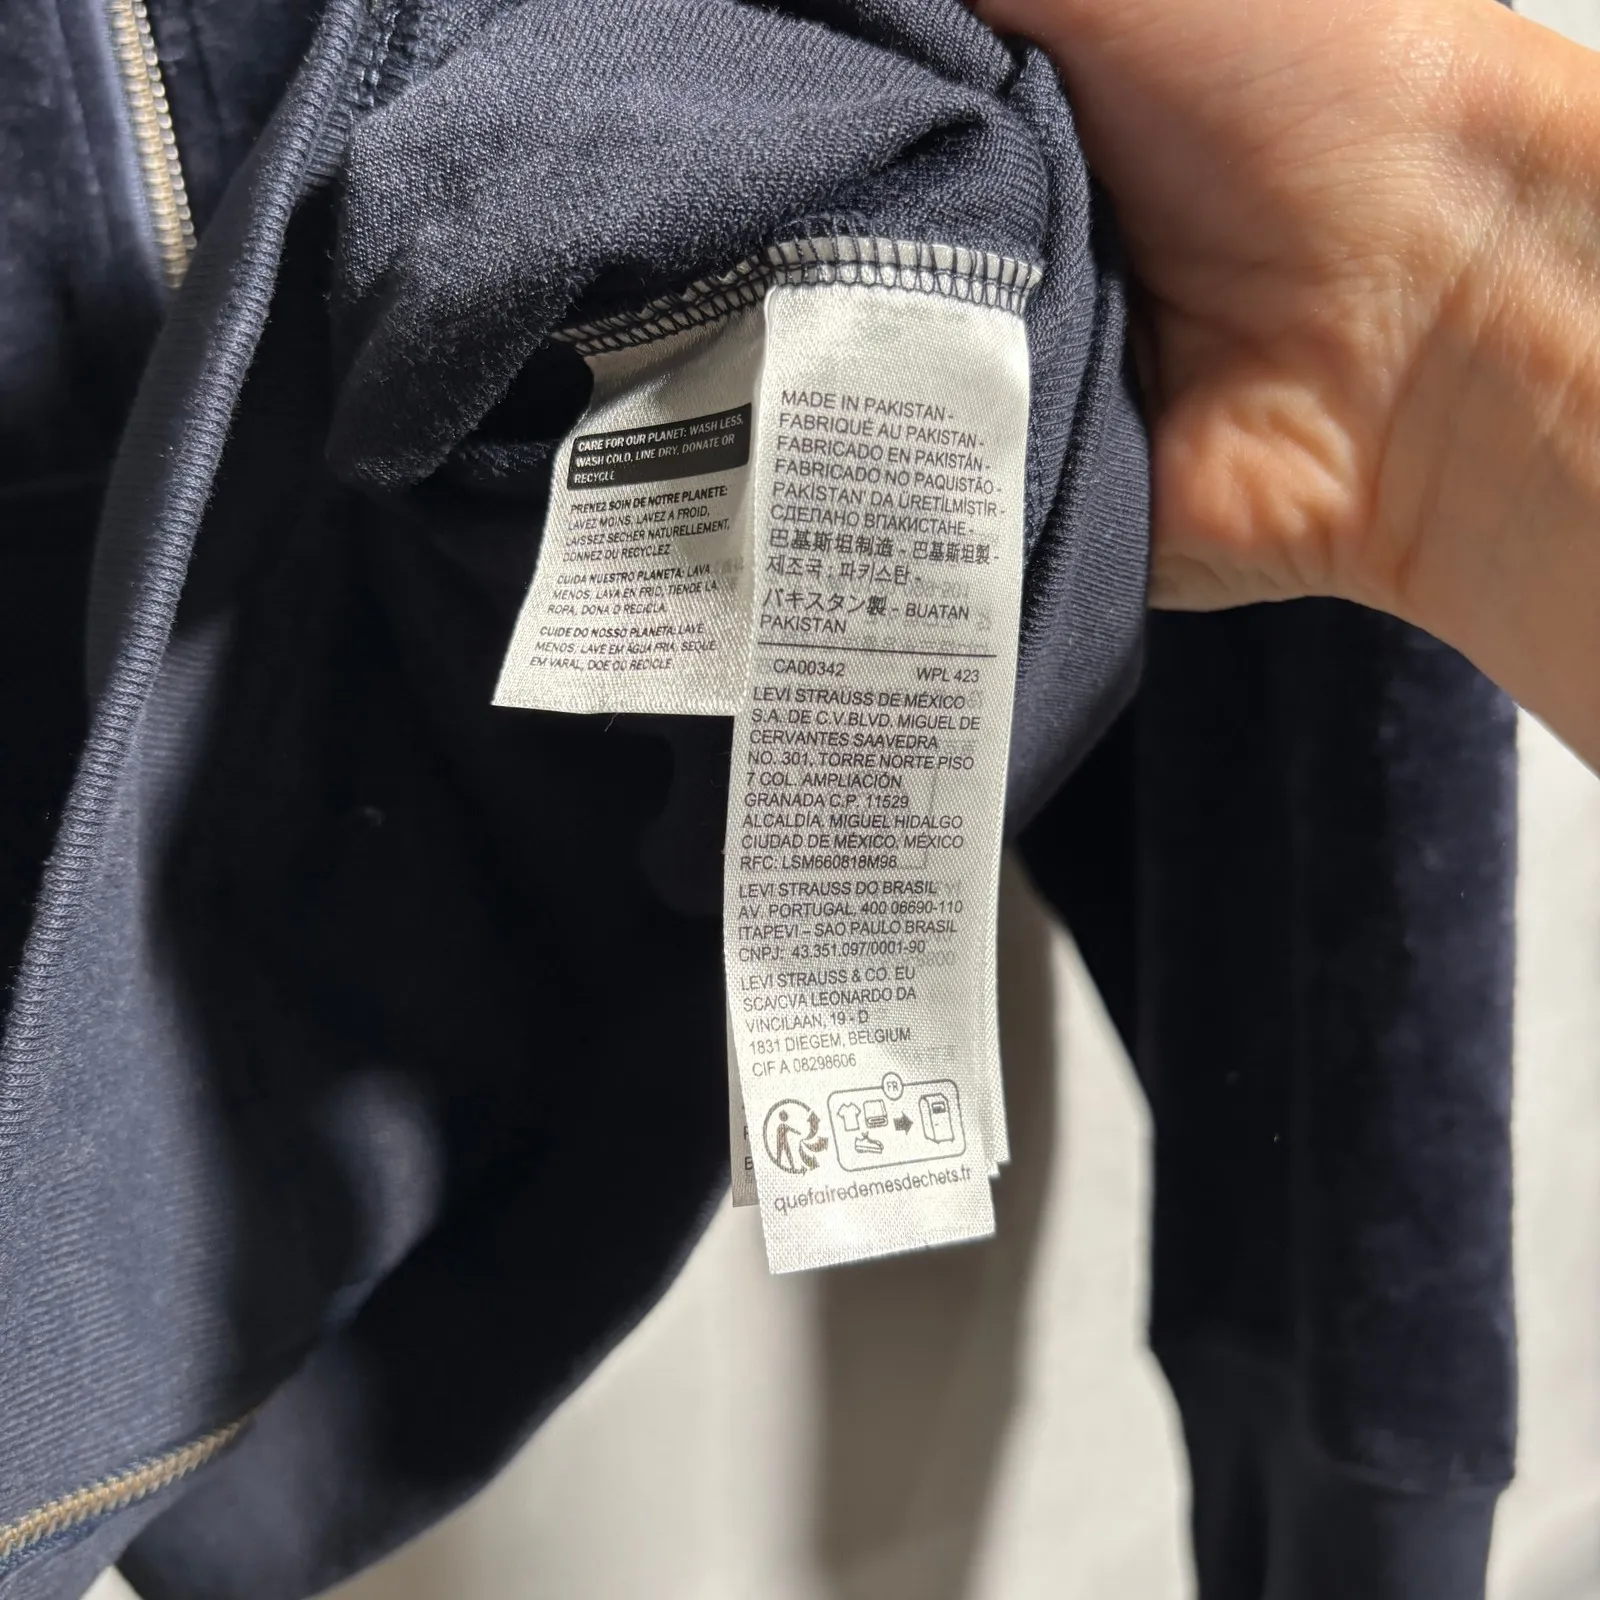 CARE FOR OUR PLANET: WASH LESS,
WASH COLD, LINE DRY, DONATE OR
RECYCLE
PRENEZ SOIN DE NOTRE PLANETE:
LAVEZ MOINS, LAVEZ A FROID,
LAISSEZ SECHER NATURELLEMENT,
DONNEZ OU RECYCLEZ
CUIDA NUESTRO PLANETA: LAVA
MENOS, LAVA EN FRIO, TIENDE LA
ROPA, DONA O RECICLA.
CUIDE DO NOSSO PLANETA: LAVE
MENOS, LAVE EM ÁGUA FRIA, SEQUE
EM VARAL, DOE OU RECICLE.
MADE IN PAKISTAN -
FABRIQUÉ AU PAKISTAN -
FABRICADO EN PAKISTÁN -
FABRICADO NO PAQUISTÃO -
PAKİSTAN' DA ÜRETİLMİŞTİR -
СДЕЛАНО ВПАКИСТАНЕ -
巴基斯坦制造 - 巴基斯坦製 -
제조국 : 파키스탄 -
パキスタン製 - BUATAN
PAKISTAN
CA00342 WPL 423
LEVI STRAUSS DE MÉXICO
S.A. DE C.V.BLVD. MIGUEL DE
CERVANTES SAAVEDRA
NO. 301, TORRE NORTE PISO
7 COL. AMPLIACIÓN
GRANADA C.P. 11529
ALCALDÍA. MIGUEL HIDALGO
CIUDAD DE MÉXICO, MÉXICO
RFC: LSM660818M98
LEVI STRAUSS DO BRASIL
AV. PORTUGAL, 400 06690-110
ITAPEVI – SAO PAULO BRASIL
CNPJ: 43.351.097/0001-90
LEVI STRAUSS & CO. EU
SCA/CVA LEONARDO DA
VINCILAAN, 19 - D
1831 DIEGEM, BELGIUM
CIF A 08298606
FR
quefairedemesdechets.fr